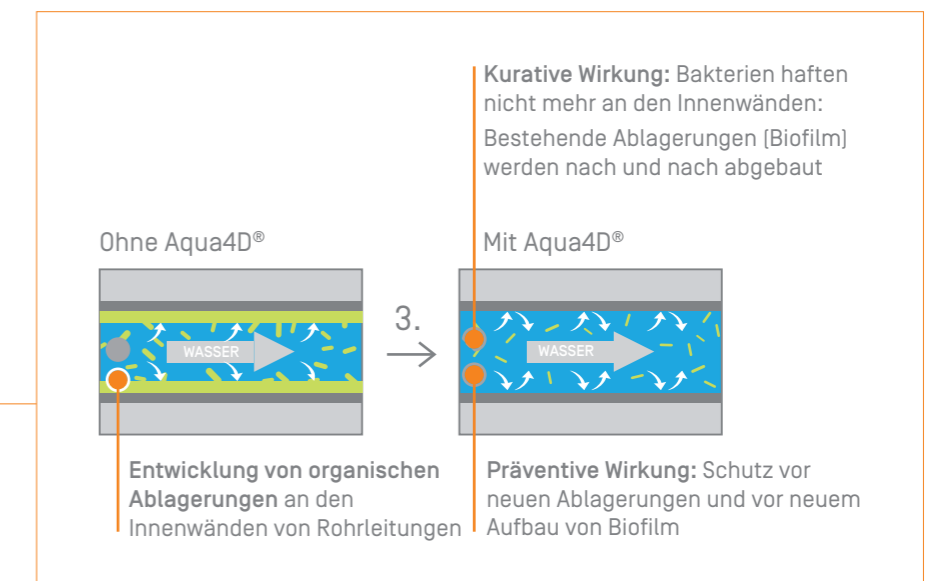 Kurative Wirkung: Bakterien haften
nicht mehr an den Innenwänden:
Bestehende Ablagerungen (Biofilm)
werden nach und nach abgebaut
Ohne Aqua4D®
Mit Aqua4D®
WASSER
3.
WASSER
Entwicklung von organischen
Ablagerungen an den
Innenwänden von Rohrleitungen
Präventive Wirkung: Schutz vor
neuen Ablagerungen und vor neuem
Aufbau von Biofilm